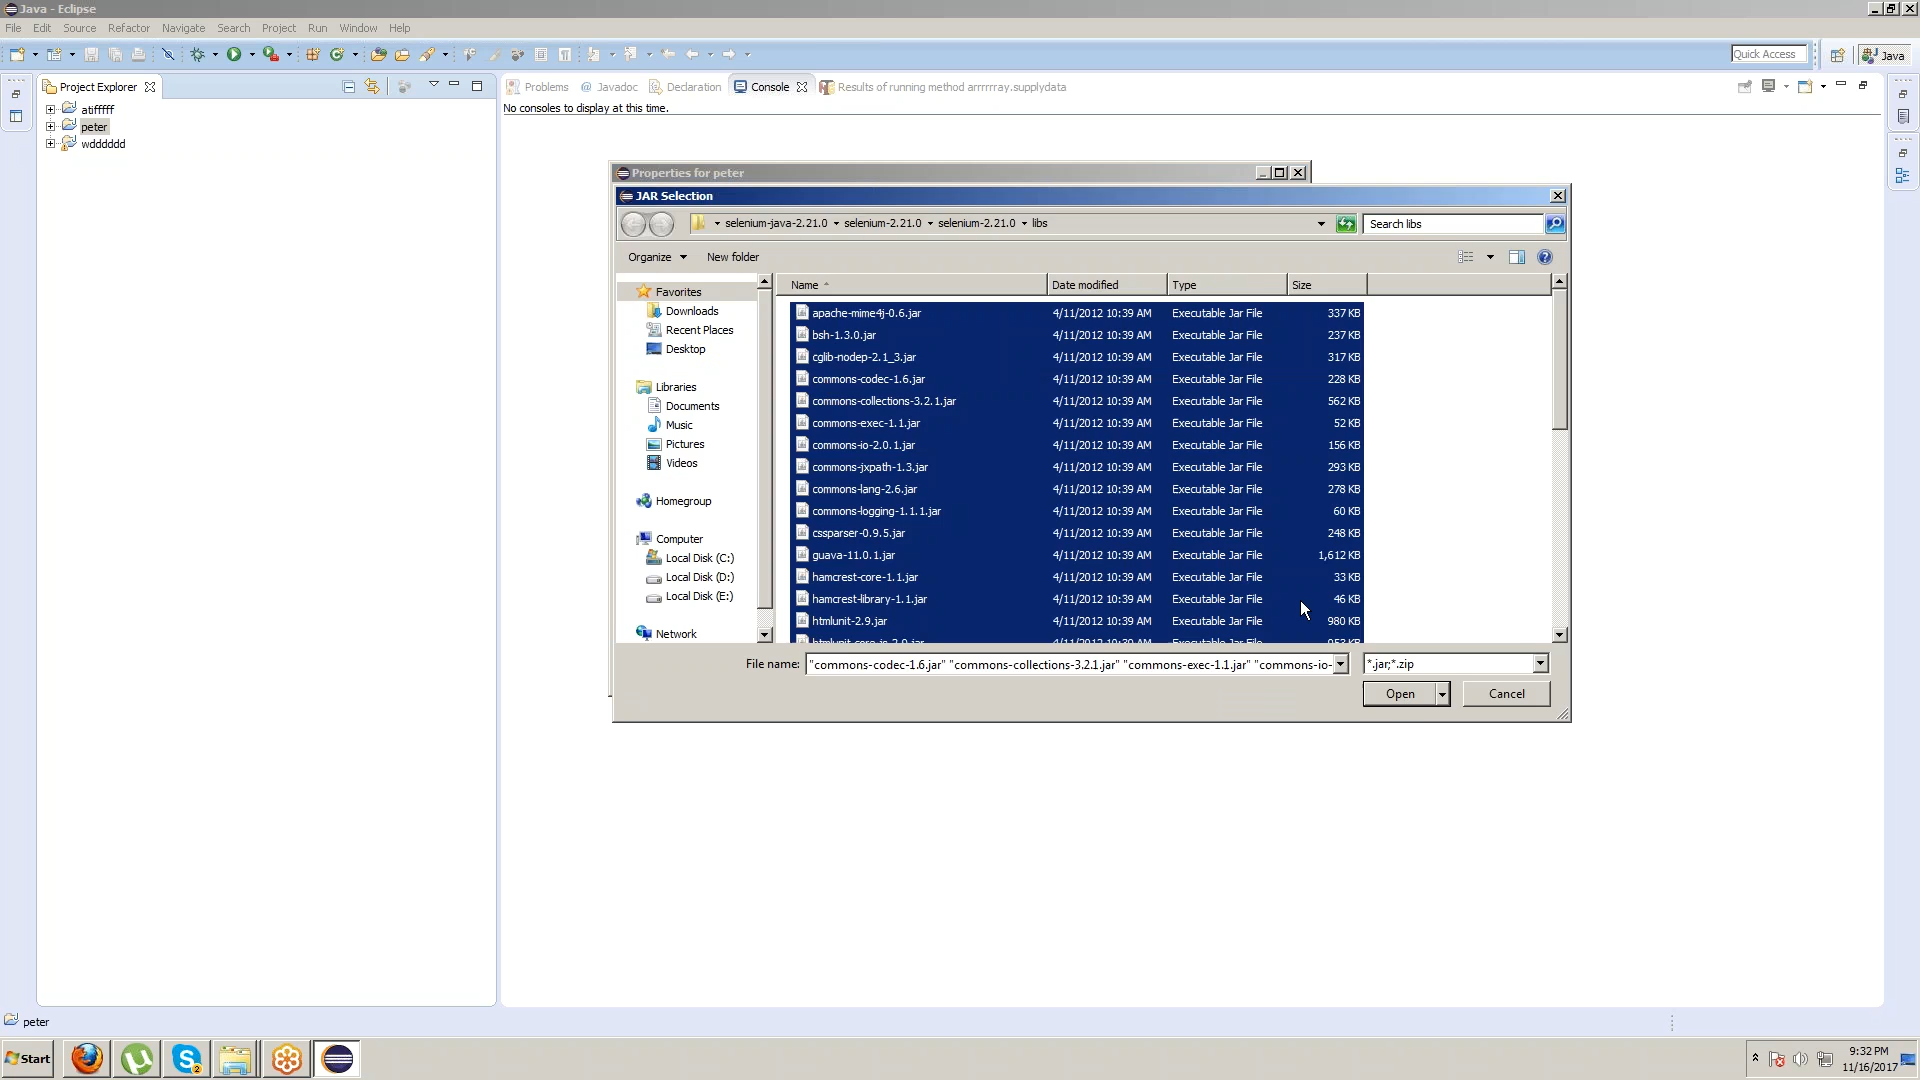 Java - Eclipse
File Edit Source Refactor Navigate Search Project Run Window Help
Quick Access
Java
Project Explorer
Problems Javadoc Declaration Console Results of running method arrrrrray.supplydata
No consoles to display at this time.
atifffff
peter
wdddddd
Properties for peter
JAR Selection
selenium-java-2.21.0 selenium-2.21.0 selenium-2.21.0 libs
Search libs
Organize New folder
Favorites
Downloads
Recent Places
Desktop
Libraries
Documents
Music
Pictures
Videos
Homegroup
Computer
Local Disk (C:)
Local Disk (D:)
Local Disk (E:)
Network
Name Date modified Type Size
apache-mime4j-0.6.jar 4/11/2012 10:39 AM Executable Jar File 337 KB
bsh-1.3.0.jar 4/11/2012 10:39 AM Executable Jar File 237 KB
cglib-nodep-2.1_3.jar 4/11/2012 10:39 AM Executable Jar File 317 KB
commons-codec-1.6.jar 4/11/2012 10:39 AM Executable Jar File 228 KB
commons-collections-3.2.1.jar 4/11/2012 10:39 AM Executable Jar File 562 KB
commons-exec-1.1.jar 4/11/2012 10:39 AM Executable Jar File 52 KB
commons-io-2.0.1.jar 4/11/2012 10:39 AM Executable Jar File 156 KB
commons-jxpath-1.3.jar 4/11/2012 10:39 AM Executable Jar File 293 KB
commons-lang-2.6.jar 4/11/2012 10:39 AM Executable Jar File 278 KB
commons-logging-1.1.1.jar 4/11/2012 10:39 AM Executable Jar File 60 KB
cssparser-0.9.5.jar 4/11/2012 10:39 AM Executable Jar File 248 KB
guava-11.0.1.jar 4/11/2012 10:39 AM Executable Jar File 1,612 KB
hamcrest-core-1.1.jar 4/11/2012 10:39 AM Executable Jar File 33 KB
hamcrest-library-1.1.jar 4/11/2012 10:39 AM Executable Jar File 46 KB
htmlunit-2.9.jar 4/11/2012 10:39 AM Executable Jar File 980 KB
File name: "commons-codec-1.6.jar" "commons-collections-3.2.1.jar" "commons-exec-1.1.jar" "commons-io-
*.jar;*.zip
Open Cancel
peter
Start
2
9:32 PM
11/16/2017